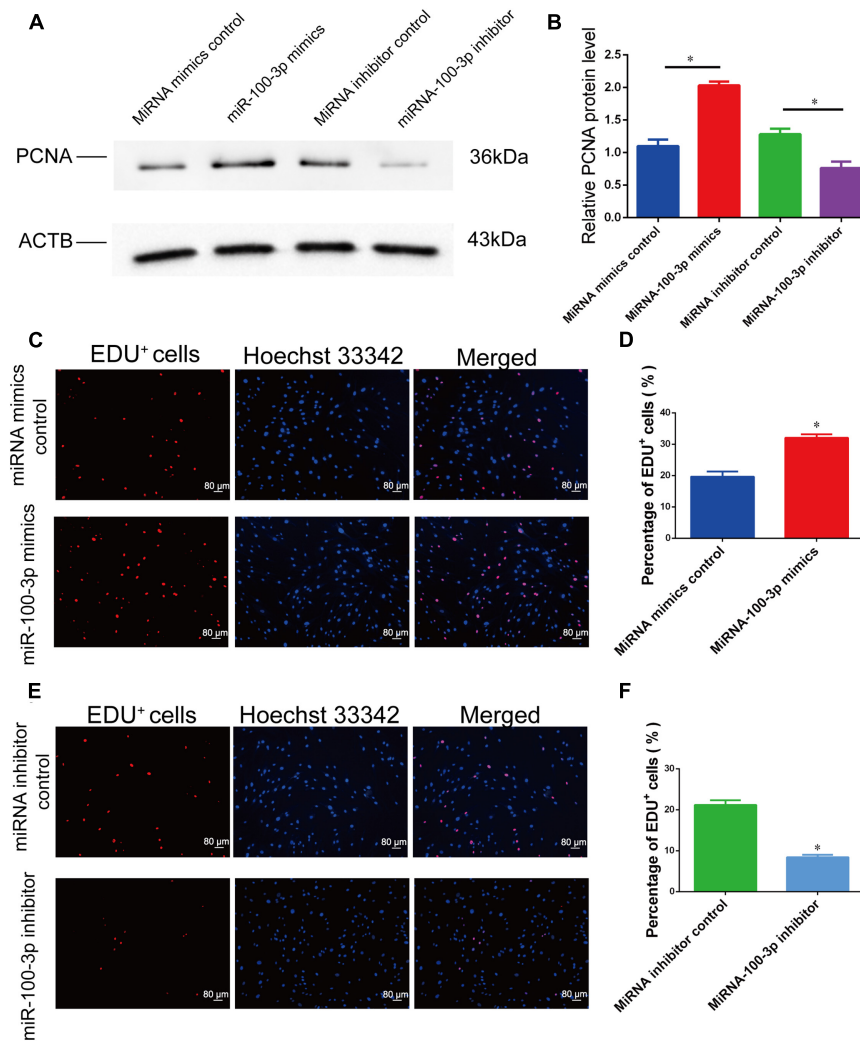 A
MiRNA mimics control
miR-100-3p mimics
MiRNA inhibitor control
miRNA-100-3p inhibitor
PCNA
36kDa
ACTB
43kDa
B
Relative PCNA protein level
2.5
2.0
1.5
1.0
0.5
0.0
*
*
MiRNA mimics control
MiRNA-100-3p mimics
MiRNA inhibitor control
MiRNA-100-3p inhibitor
C
EDU⁺ cells
Hoechst 33342
Merged
miRNA mimics
control
80 µm
80 µm
80 µm
miR-100-3p mimics
80 µm
80 µm
80 µm
D
Percentage of EDU⁺ cells ( % )
40
30
20
10
0
*
MiRNA mimics control
MiRNA-100-3p mimics
E
EDU⁺ cells
Hoechst 33342
Merged
miRNA inhibitor
control
80 µm
80 µm
80 µm
miR-100-3p inhibitor
80 µm
80 µm
80 µm
F
Percentage of EDU⁺ cells ( % )
30
20
10
0
*
MiRNA inhibitor control
MiRNA-100-3p inhibitor